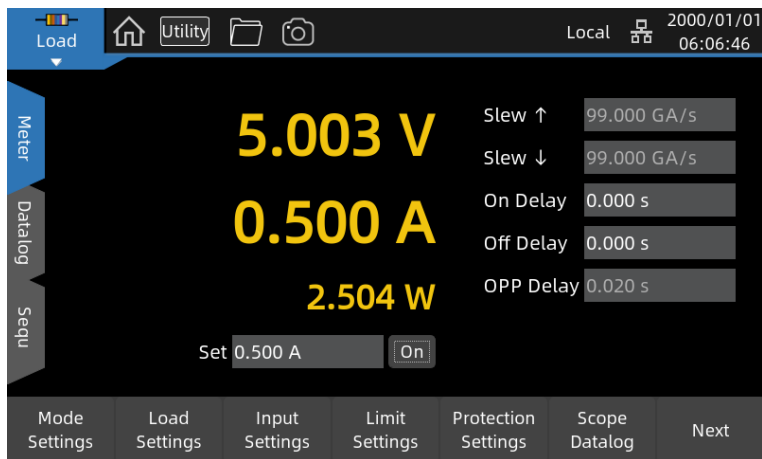 Load
Utility
Local
2000/01/01
06:06:46
Meter
Datalog
Sequ
5.003 V
0.500 A
2.504 W
Set 0.500 A On
Slew ↑ 99.000 GA/s
Slew ↓ 99.000 GA/s
On Delay 0.000 s
Off Delay 0.000 s
OPP Delay 0.020 s
Mode
Settings
Load
Settings
Input
Settings
Limit
Settings
Protection
Settings
Scope
Datalog
Next